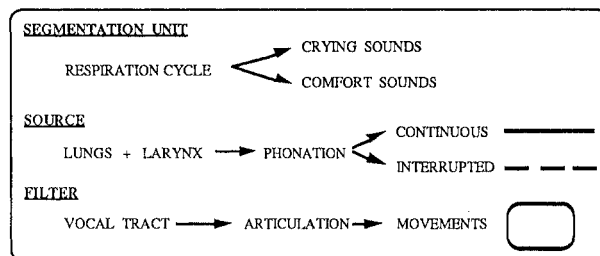 SEGMENTATION UNIT
CRYING SOUNDS
RESPIRATION CYCLE
COMFORT SOUNDS
SOURCE
CONTINUOUS
LUNGS + LARYNX PHONATION
INTERRUPTED
FILTER
VOCAL TRACT ARTICULATION MOVEMENTS